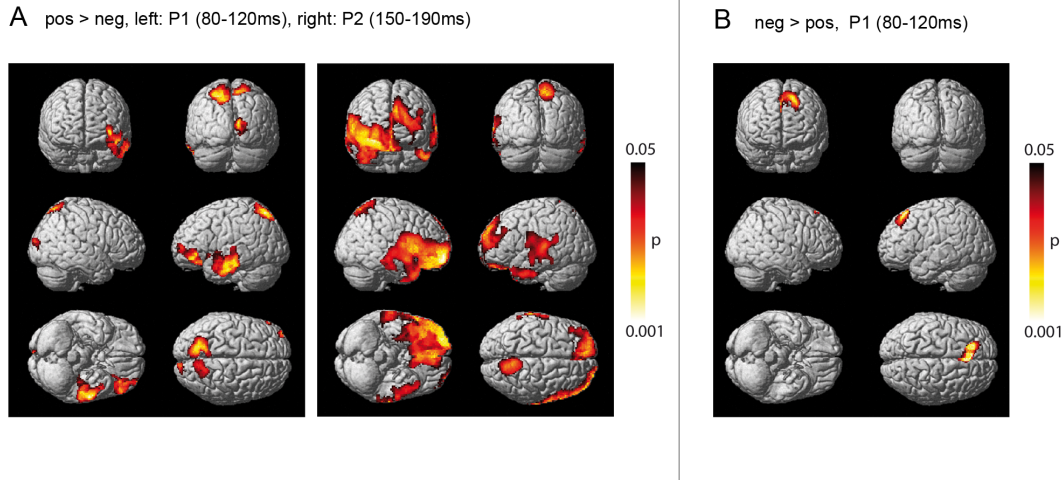 A pos > neg, left: P1 (80-120ms), right: P2 (150-190ms)
0.05
p
0.001
B neg > pos, P1 (80-120ms)
0.05
p
0.001